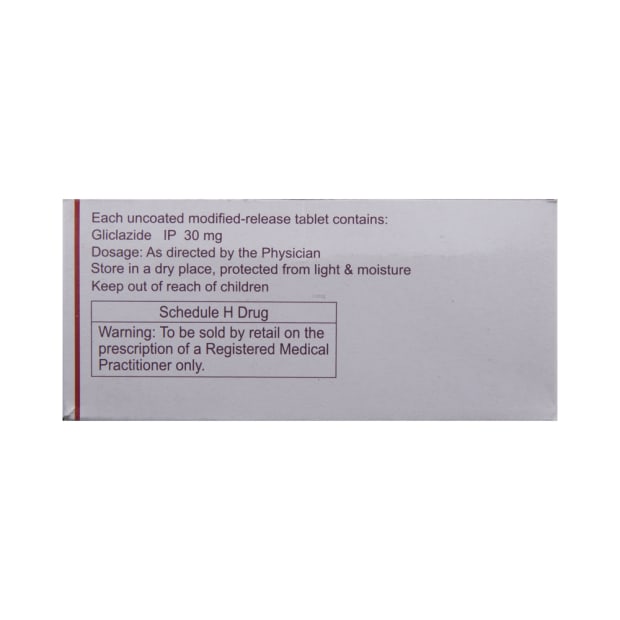 Each uncoated modified-release tablet contains:
Gliclazide IP 30 mg
Dosage: As directed by the Physician
Store in a dry place, protected from light & moisture
Keep out of reach of children
Schedule H Drug
Warning: To be sold by retail on the
prescription of a Registered Medical
Practitioner only.